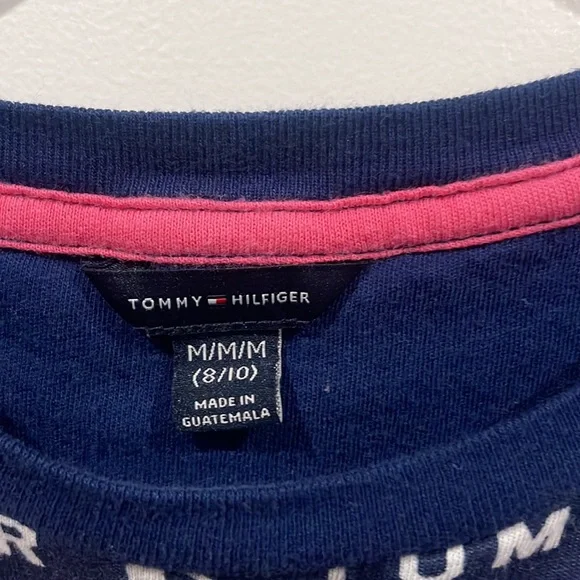 TOMMY HILFIGER
M/M/M
(8/10)
MADE IN
GUATEMALA